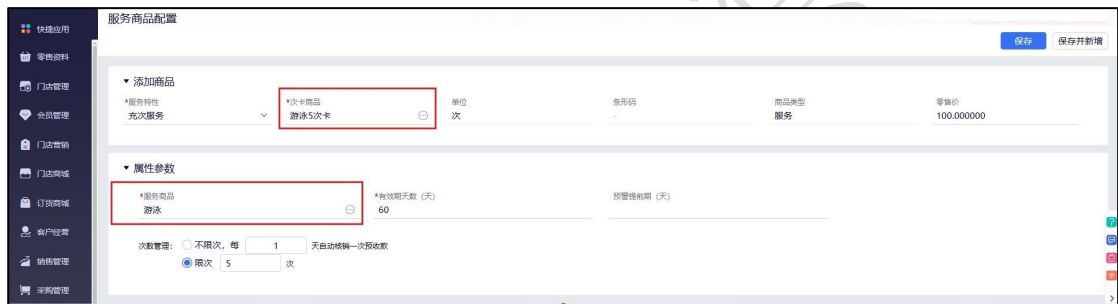 服务商品配置
保存 保存并新增
快捷应用
零售资料
门店管理
会员管理
门店营销
门店商城
订货商城
客户经营
销售管理
采购管理
▼ 添加商品
*服务特性 *次卡商品 单位 条形码 商品类型 零售价
充次服务 游泳5次卡 次 - 服务 100.000000
▼ 属性参数
*服务商品 *有效期天数（天） 预警提前期（天）
游泳 60
次数管理： 不限次，每 1 天自动核销一次预收款
限次 5 次